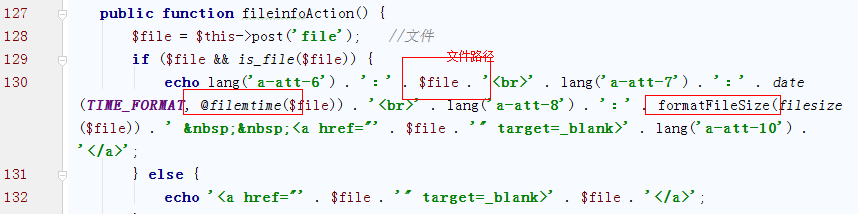 127 public function fileinfoAction() {
128 $file = $this->post('file'); //文件
129 if ($file && is_file($file)) {
文件路径
130 echo lang('a-att-6') . ':' . $file . '<br>' . lang('a-att-7') . ':' . date
(TIME_FORMAT, @filemtime($file)) . '<br>' . lang('a-att-8') . ':' . formatFileSize(filesize
($file)) . ' &nbsp;&nbsp;<a href="' . $file . '" target=_blank>' . lang('a-att-10') .
'</a>';
131 } else {
132 echo '<a href="' . $file . '" target=_blank>' . $file . '</a>';